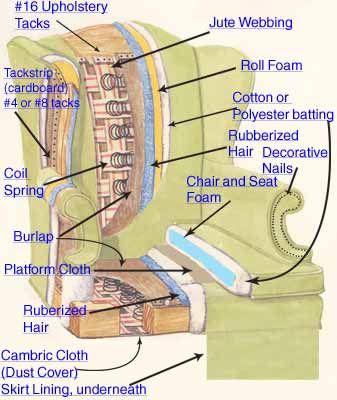 #16 Upholstery
Tacks
Jute Webbing
Tackstrip
(cardboard)
#4 or #8 tacks
Roll Foam
Cotton or
Polyester batting
Rubberized
Hair
Decorative
Nails
Coil
Spring
Chair and Seat
Foam
Burlap
Platform Cloth
Ruberized
Hair
Cambric Cloth
(Dust Cover)
Skirt Lining, underneath